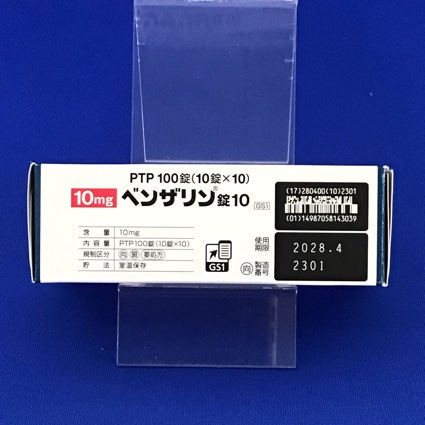 PTP 100錠(10錠×10)
10mg ベンザリン®錠10 GS1
含量 10mg
内容量 PTP100錠(10錠×10)
規制区分 向 習 要処方
貯法 室温保存
GS1
(17)280400(10)2301
(01)14987058143039
使用期限 2028.4
向 製造番号 2301